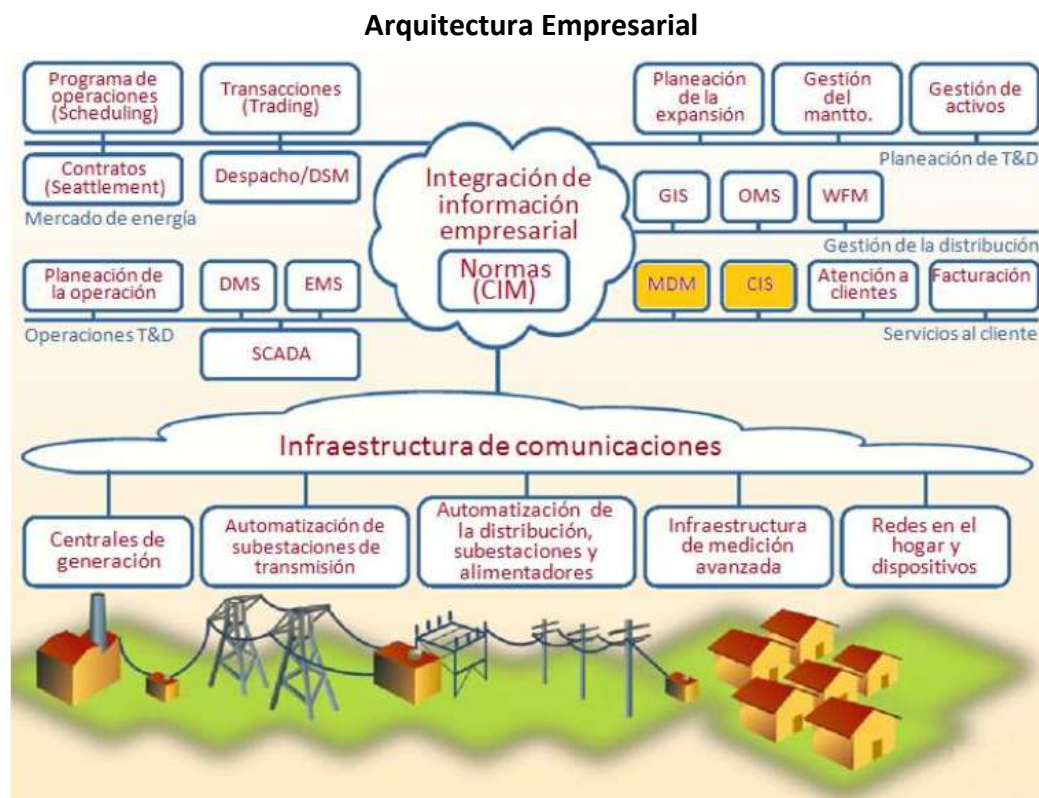 Arquitectura Empresarial
Programa de
operaciones
(Scheduling)
Transacciones
(Trading)
Contratos
(Seattlement)
Despacho/DSM
Mercado de energía
Planeación de
la operación
DMS
EMS
Operaciones T&D
SCADA
Integración de
información
empresarial
Normas
(CIM)
Planeación
de la
expansión
Gestión
del
mantto.
Gestión de
activos
Planeación de T&D
GIS
OMS
WFM
Gestión de la distribución
MDM
CIS
Atención a
clientes
Facturación
Servicios al cliente
Infraestructura de comunicaciones
Centrales de
generación
Automatización de
subestaciones de
transmisión
Automatización de
la distribución,
subestaciones y
alimentadores
Infraestructura
de medición
avanzada
Redes en el
hogar y
dispositivos